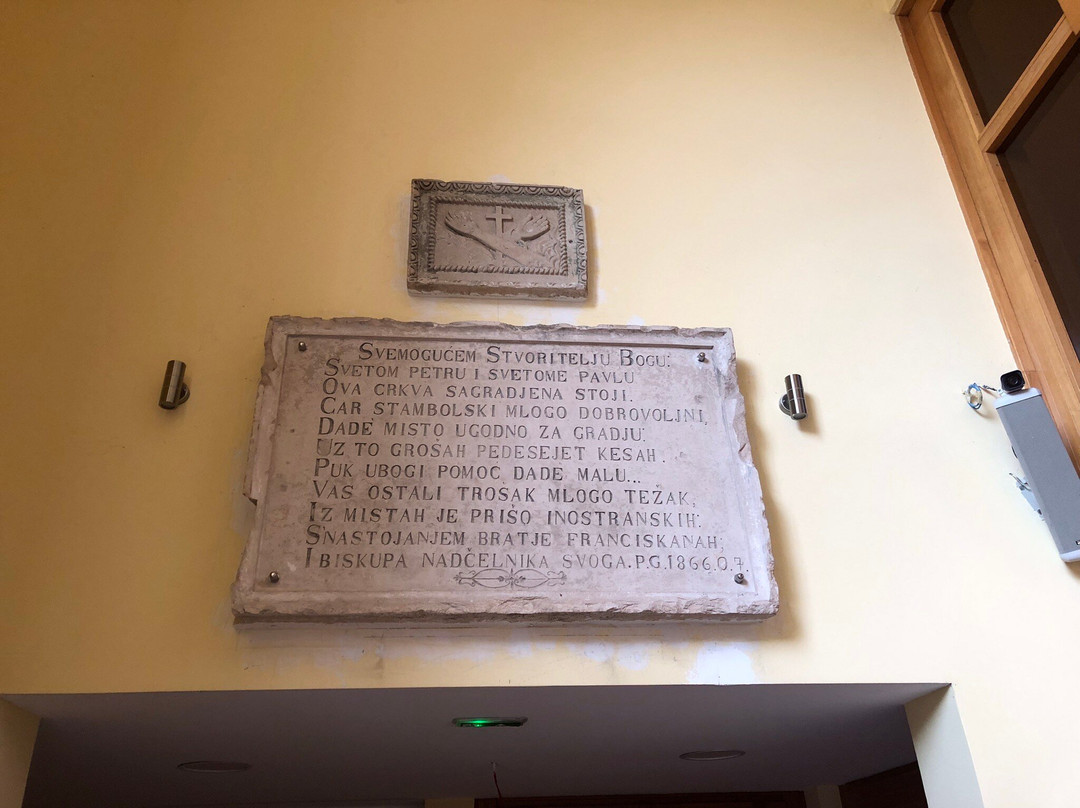 SVEMOGUĆEM STVORITELJU BOGU:
SVETOM PETRU I SVETOME PAVLU
OVA CRKVA SAGRADJENA STOJI.
CAR STAMBOLSKI MLOGO DOBROVOLJNI,
DADE MISTO UGODNO ZA GRADJU:
UZ TO GROŠAH PEDESEJET KESAH.
PUK UBOGI POMOĆ DADE MALU...
VAS OSTALI TROŠAK MLOGO TEŽAK,
IZ MISTAH JE PRIŠO INOSTRANSKIH:
SNASTOJANJEM BRATJE FRANCISKANAH;
I BISKUPA NADČELNIKA SVOGA. P.G. 1866. O. 7.